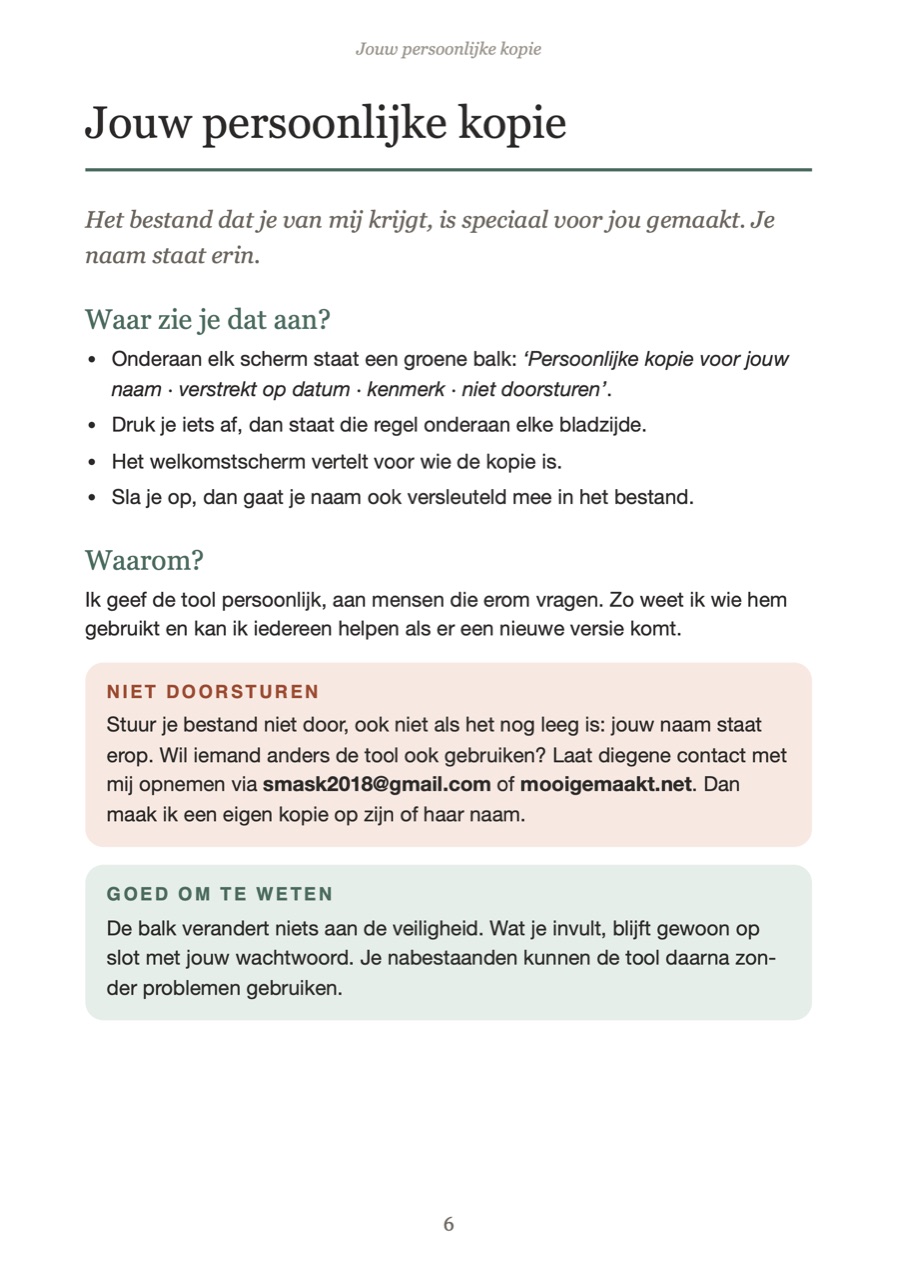 Jouw persoonlijke kopie
Jouw persoonlijke kopie
Het bestand dat je van mij krijgt, is speciaal voor jou gemaakt. Je
naam staat erin.
Waar zie je dat aan?
• Onderaan elk scherm staat een groene balk: ‘Persoonlijke kopie voor jouw
naam · verstrekt op datum · kenmerk · niet doorsturen’.
• Druk je iets af, dan staat die regel onderaan elke bladzijde.
• Het welkomstscherm vertelt voor wie de kopie is.
• Sla je op, dan gaat je naam ook versleuteld mee in het bestand.
Waarom?
Ik geef de tool persoonlijk, aan mensen die erom vragen. Zo weet ik wie hem
gebruikt en kan ik iedereen helpen als er een nieuwe versie komt.
NIET DOORSTUREN
Stuur je bestand niet door, ook niet als het nog leeg is: jouw naam staat
erop. Wil iemand anders de tool ook gebruiken? Laat diegene contact met
mij opnemen via smask2018@gmail.com of mooigemaakt.net. Dan
maak ik een eigen kopie op zijn of haar naam.
GOED OM TE WETEN
De balk verandert niets aan de veiligheid. Wat je invult, blijft gewoon op
slot met jouw wachtwoord. Je nabestaanden kunnen de tool daarna zon-
der problemen gebruiken.
6